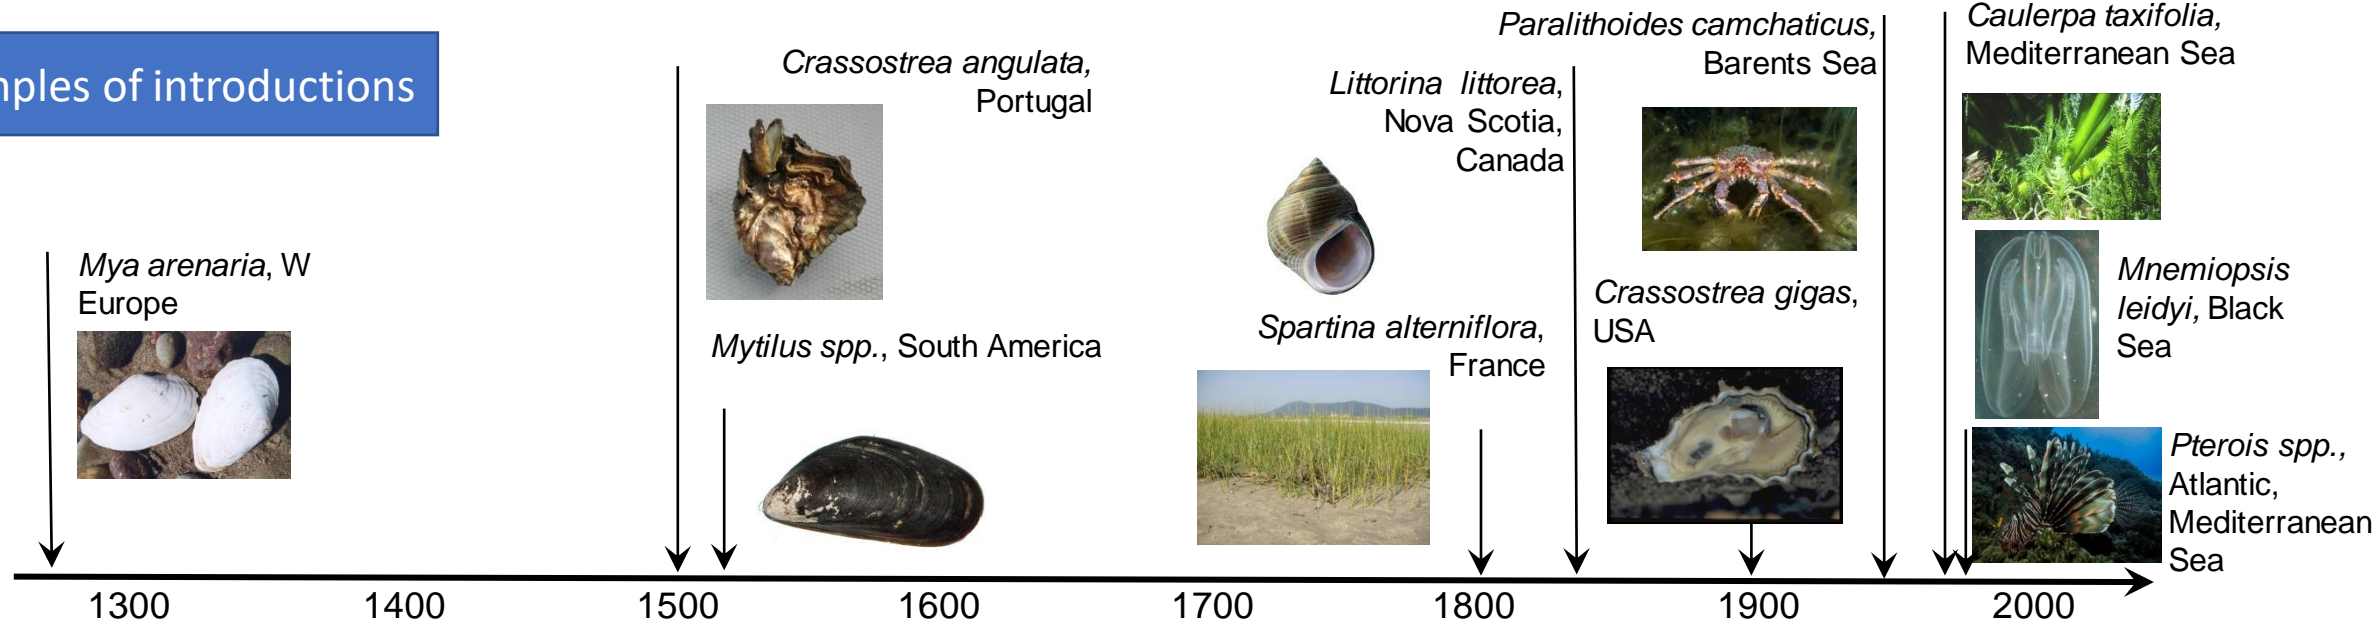 mples of introductions
Mya arenaria, W
Europe
Crassostrea angulata,
Portugal
Mytilus spp., South America
Littorina littorea,
Nova Scotia,
Canada
Spartina alterniflora,
France
Paralithoides camchaticus,
Barents Sea
Crassostrea gigas,
USA
Caulerpa taxifolia,
Mediterranean Sea
Mnemiopsis
leidyi, Black
Sea
Pterois spp.,
Atlantic,
Mediterranean
Sea
1300 1400 1500 1600 1700 1800 1900 2000